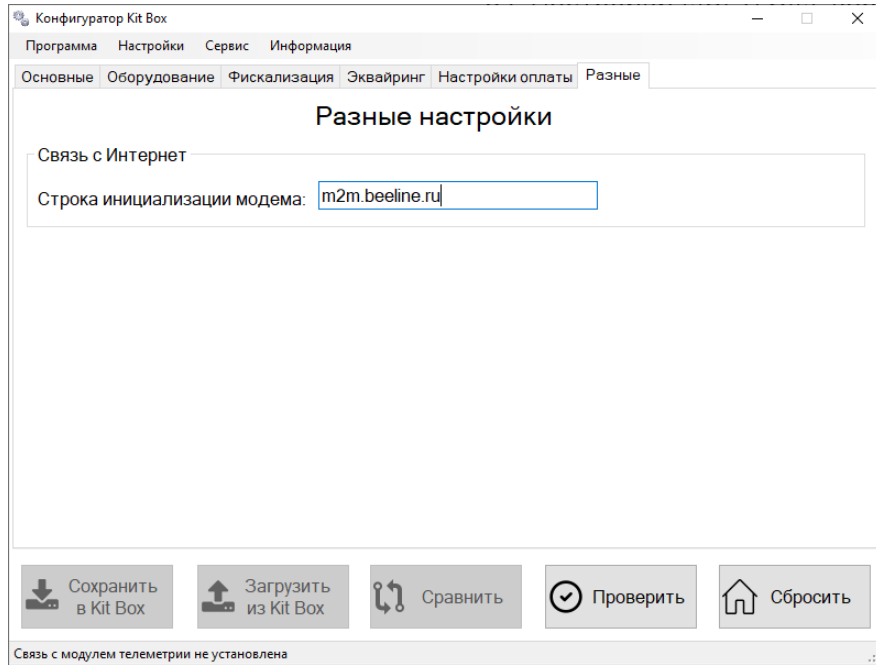 Конфигуратор Kit Box
Программа Настройки Сервис Информация
Основные Оборудование Фискализация Эквайринг Настройки оплаты Разные
Разные настройки
Связь с Интернет
Строка инициализации модема: m2m.beeline.ru
Сохранить в Kit Box
Загрузить из Kit Box
Сравнить
Проверить
Сбросить
Связь с модулем телеметрии не установлена